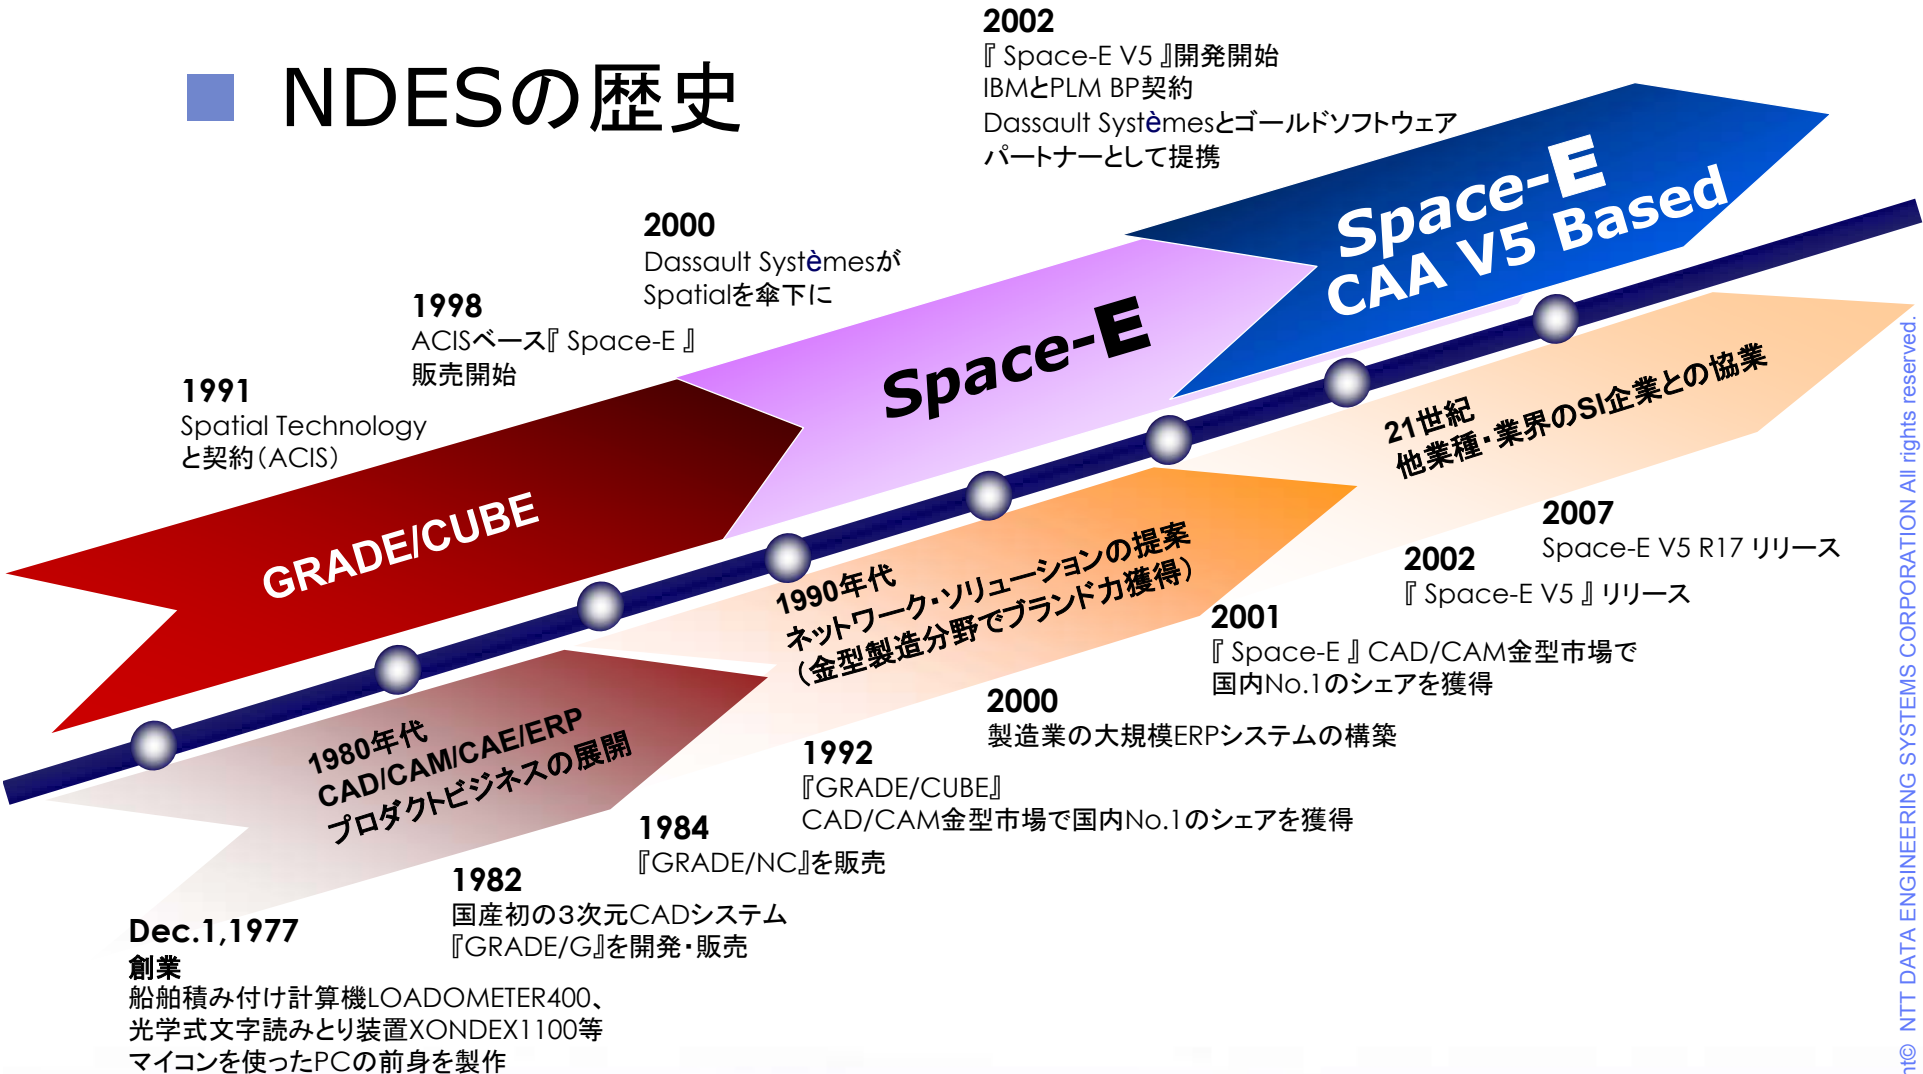 NDESの歴史
2002
『 Space-E V5 』開発開始
IBMとPLM BP契約
Dassault Systèmesとゴールドソフトウェア
パートナーとして提携
2000
Dassault Systèmesが
Spatialを傘下に
1998
ACISベース『 Space-E 』
販売開始
1991
Spatial Technology
と契約（ACIS）
GRADE/CUBE
Space-E
Space-E
CAA V5 Based
1980年代
CAD/CAM/CAE/ERP
プロダクトビジネスの展開
1990年代
ネットワーク・ソリューションの提案
（金型製造分野でブランド力獲得）
21世紀
他業種・業界のSI企業との協業
2007
Space-E V5 R17 リリース
2002
『 Space-E V5 』 リリース
2001
『 Space-E 』 CAD/CAM金型市場で
国内No.1のシェアを獲得
2000
製造業の大規模ERPシステムの構築
1992
『GRADE/CUBE』
CAD/CAM金型市場で国内No.1のシェアを獲得
1984
『GRADE/NC』を販売
1982
国産初の３次元CADシステム
『GRADE/G』を開発・販売
Dec.1,1977
創業
船舶積み付け計算機LOADOMETER400、
光学式文字読みとり装置XONDEX1100等
マイコンを使ったPCの前身を製作
© NTT DATA ENGINEERING SYSTEMS CORPORATION All rights reserved.